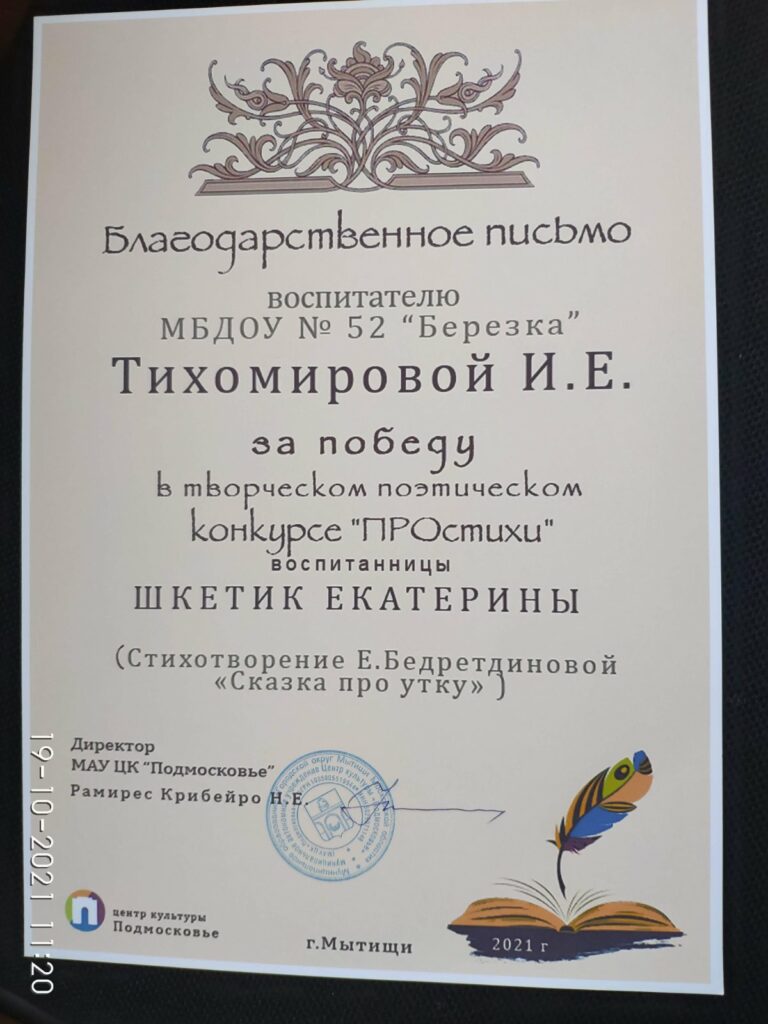 Благодарственное письмо
воспитателю
МБДОУ № 52 “Березка”
Тихомировой И.Е.
за победу
в творческом поэтическом
конкурсе "ПРОстихи"
воспитанницы
ШКЕТИК ЕКАТЕРИНЫ
(Стихотворение Е.Бедретдиновой
«Сказка про утку» )
Директор
МАУ ЦК “Подмосковье”
Рамирес Крибейро Н.Е.
центр культуры
Подмосковье
г.Мытищи
2021 г
19-10-2021 11:20